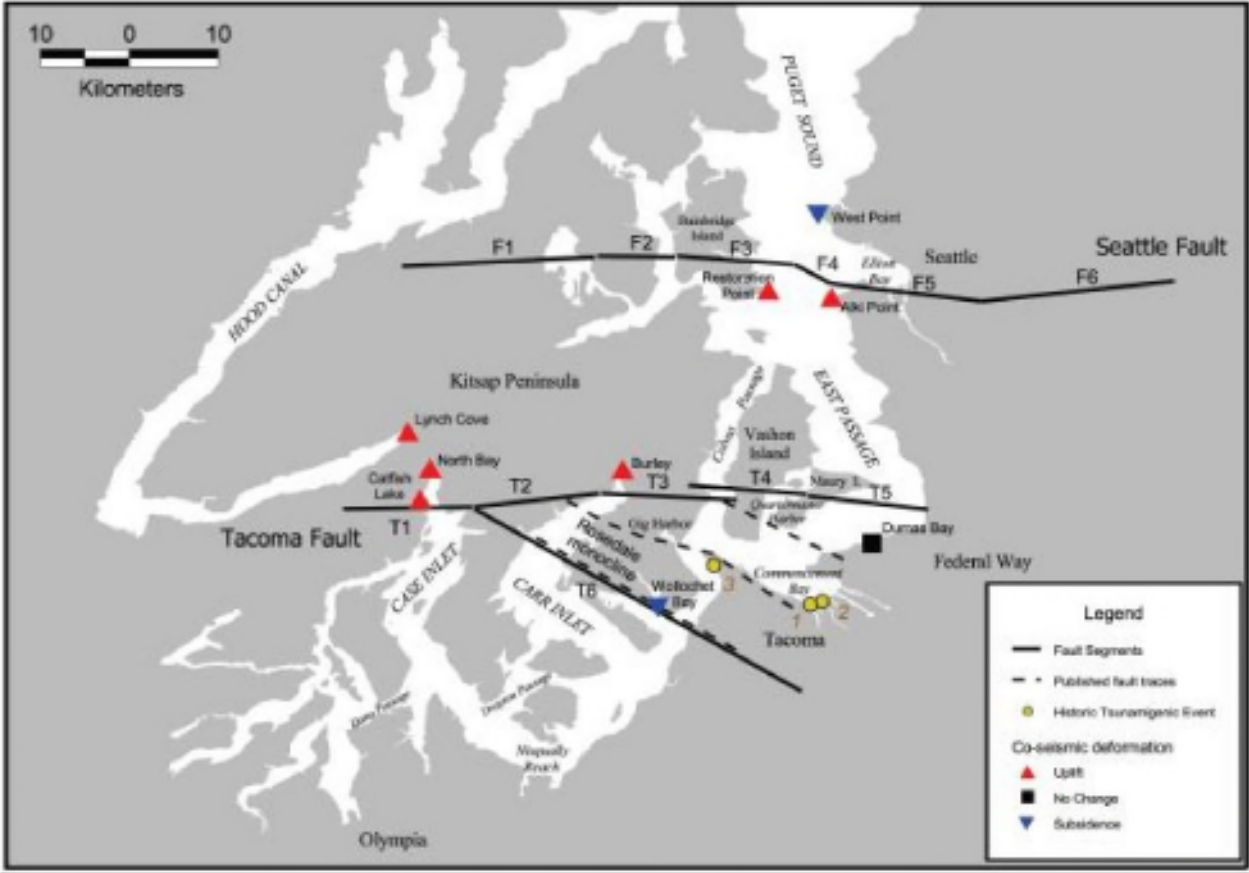 10 0 10
Kilometers
PUGET SOUND
West Point
Bainbridge
Island
Seattle
Seattle Fault
F1
F2
F3
F4
F5
F6
Elliott
Bay
Restoration
Point
Alki Point
HOOD CANAL
Kitsap Peninsula
Colvos Passage
EAST PASSAGE
Vashon
Island
Lynch Cove
North Bay
Catfish
Lake
Burley
T1
T2
T3
T4
Maury I.
T5
Quartermaster
Harbor
Tacoma Fault
Gig Harbor
Rosedale
monocline
Dumas Bay
Federal Way
CASE INLET
CARR INLET
T6
Wollochet
Bay
3
Commencement
Bay
1
2
Tacoma
Dana Passage
Drayton Passage
Nisqually
Reach
Olympia
Legend
Fault Segments
Published fault traces
Historic Tsunamigenic Event
Co-seismic deformation
Uplift
No Change
Subsidence